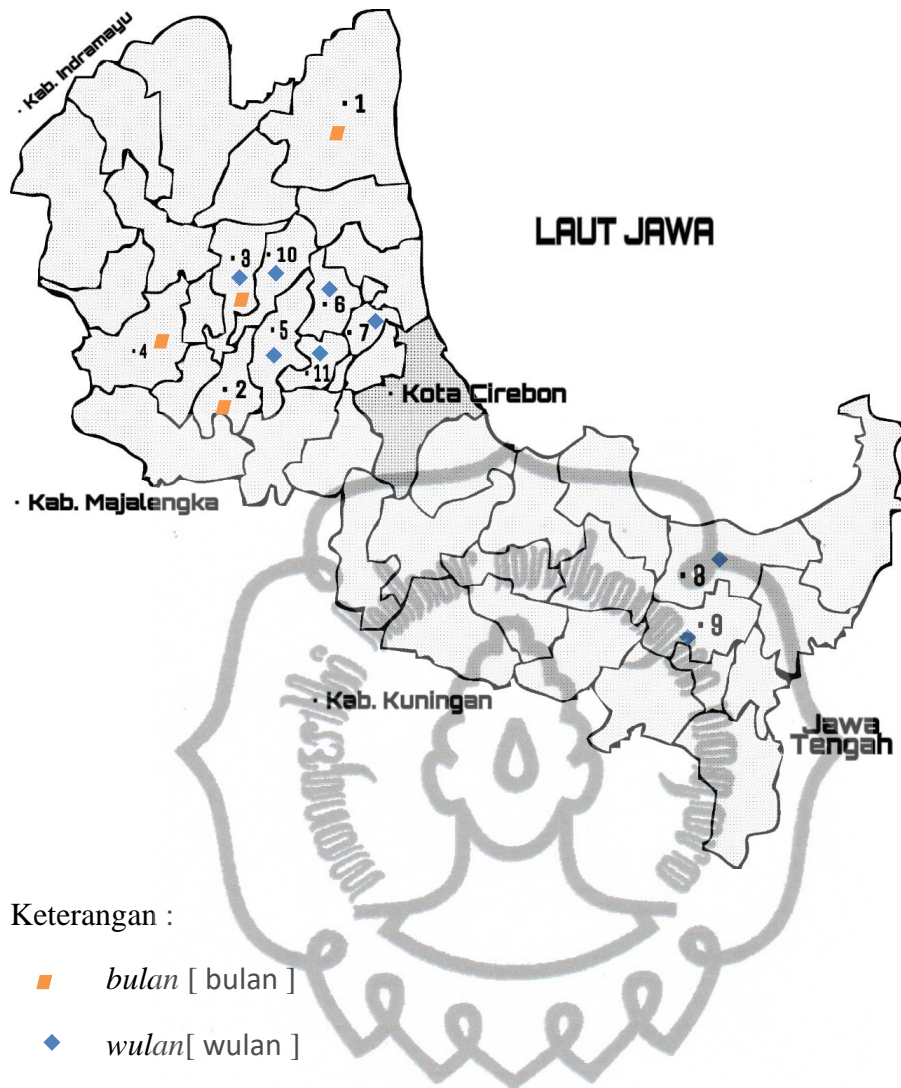 · Kab. Indramayu
· 1
LAUT JAWA
· 3
· 10
· 6
· 5
· 7
· 4
· 11
· 2
· Kota Cirebon
· Kab. Majalengka
· 8
· 9
· Kab. Kuningan
Jawa
Tengah
Keterangan :
bulan [ bulan ]
wulan[ wulan ]